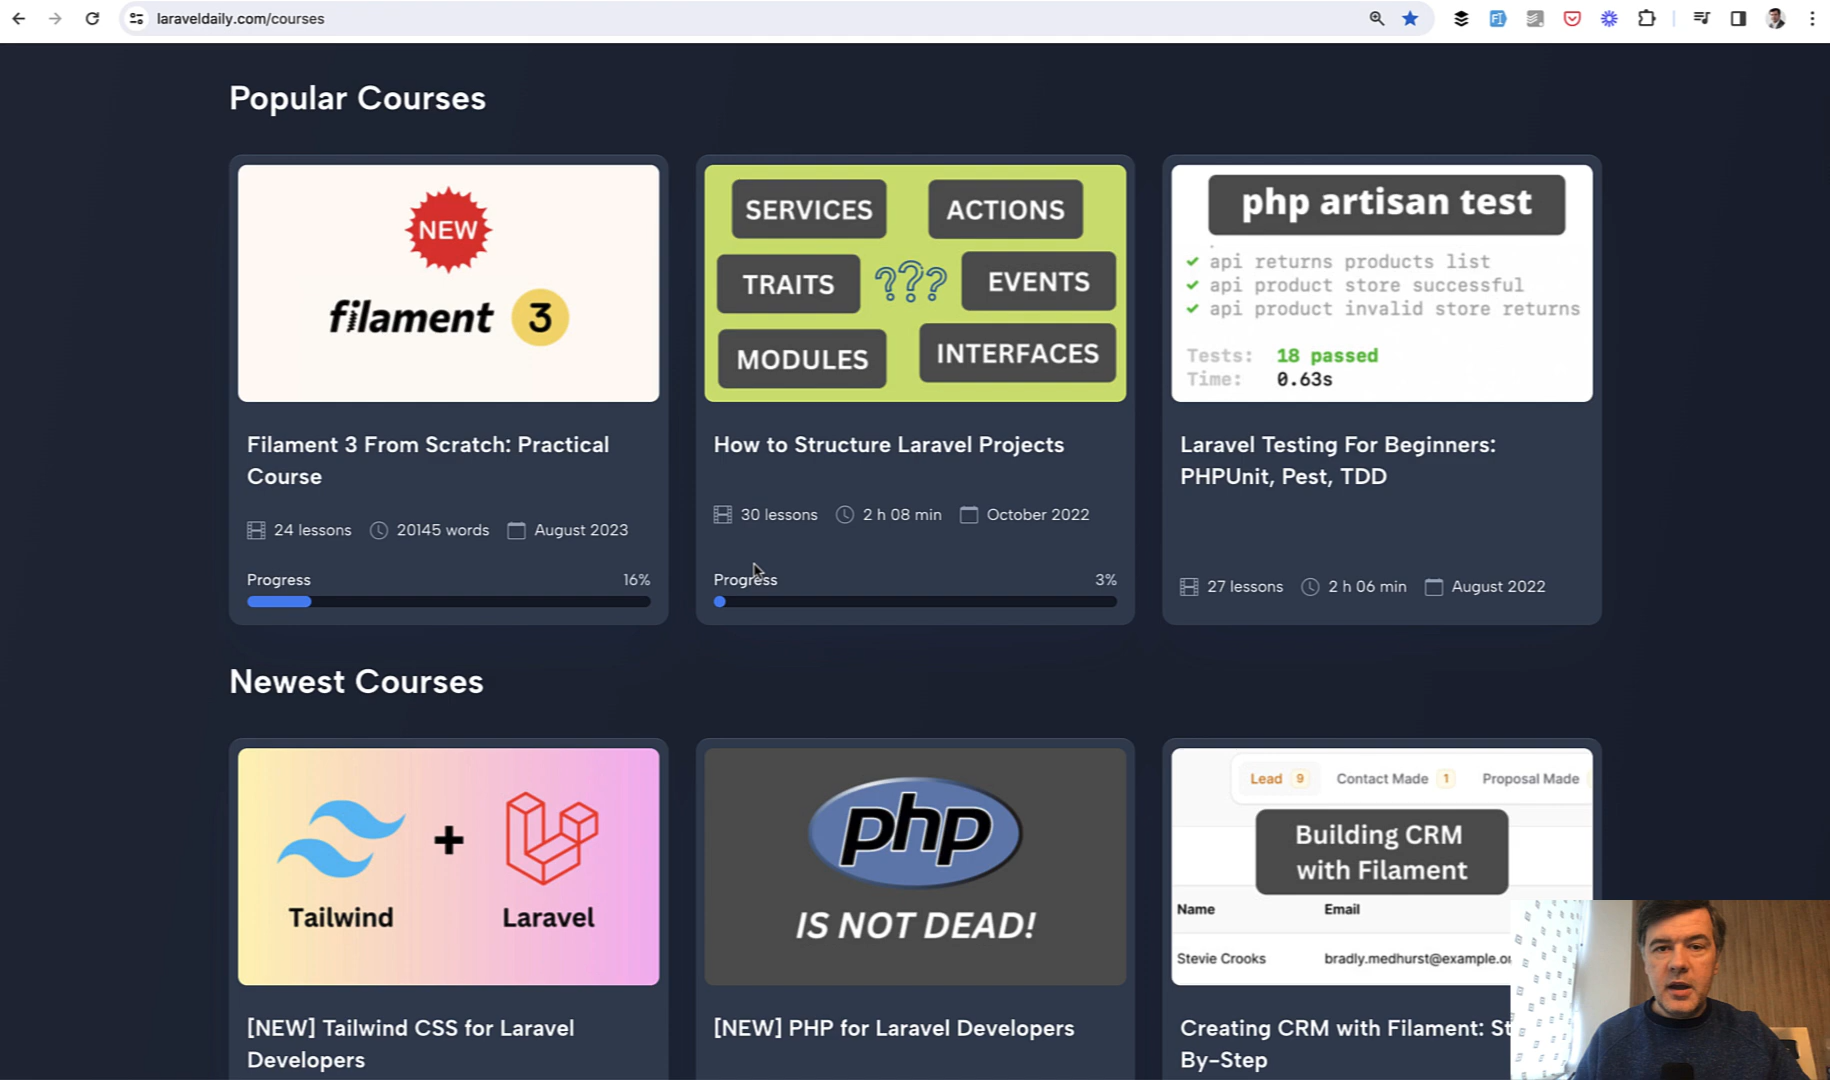 laraveldaily.com/courses
Popular Courses
NEW
filament 3
Filament 3 From Scratch: Practical
Course
24 lessons 20145 words August 2023
Progress 16%
SERVICES ACTIONS
TRAITS ??? EVENTS
MODULES INTERFACES
How to Structure Laravel Projects
30 lessons 2 h 08 min October 2022
Progress 3%
php artisan test
✔ api returns products list
✔ api product store successful
✔ api product invalid store returns
Tests: 18 passed
Time: 0.63s
Laravel Testing For Beginners:
PHPUnit, Pest, TDD
27 lessons 2 h 06 min August 2022
Newest Courses
+
Tailwind Laravel
[NEW] Tailwind CSS for Laravel
Developers
php
IS NOT DEAD!
[NEW] PHP for Laravel Developers
Lead 9 Contact Made 1 Proposal Made
Building CRM
with Filament
Name Email
Stevie Crooks bradly.medhurst@example.or
Creating CRM with Filament: St
By-Step